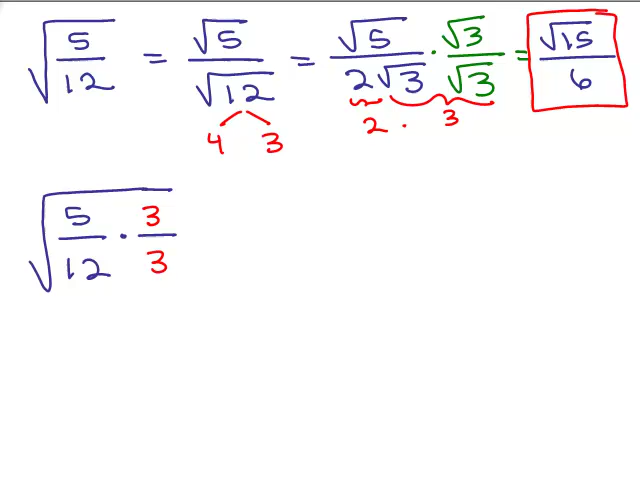 √(5/12) = √5/√12 = √5/(2√3) · √3/√3 = √15/6
4 3 2 · 3
√(5/12 · 3/3)